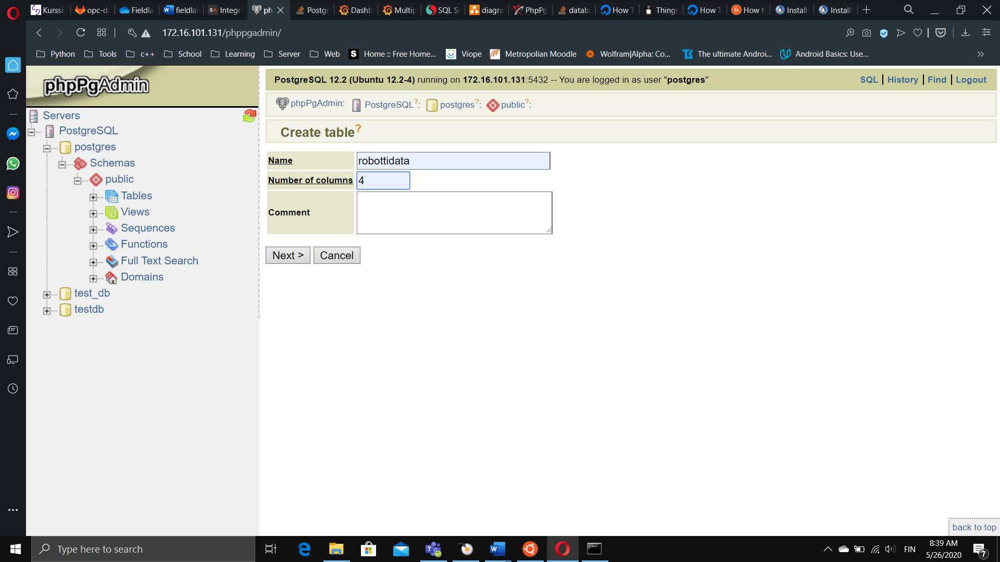 Kurssi
opc-da
Fieldla
fieldla
Integr
ph
Postgr
Dashb
Multip
SQL Se
diagra
PhpPg
databa
How T
Things
How T
How to
Install
Install
172.16.101.131/phppgadmin/
Python Tools c++ School Learning Server Web S Home :: Free Home... Viope Metropolian Moodle Wolfram|Alpha: Co... The ultimate Androi... Android Basics: Use...
phpPgAdmin
Servers
PostgreSQL
postgres
Schemas
public
Tables
Views
Sequences
Functions
Full Text Search
Domains
test_db
testdb
PostgreSQL 12.2 (Ubuntu 12.2-4) running on 172.16.101.131:5432 -- You are logged in as user "postgres"
SQL | History | Find | Logout
phpPgAdmin: PostgreSQL?: postgres?: public?:
Create table?
Name robottidata
Number of columns 4
Comment
Next > Cancel
back to top
Type here to search
FIN
8:39 AM
5/26/2020
7